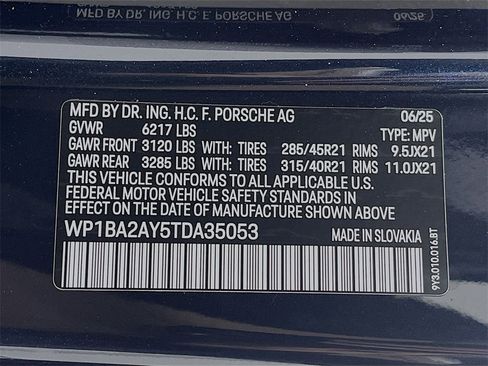 MFD BY DR. ING. H.C. F. PORSCHE AG 06/25
GVWR 6217 LBS TYPE: MPV
GAWR FRONT 3120 LBS WITH: TIRES 285/45R21 RIMS 9.5JX21
GAWR REAR 3285 LBS WITH: TIRES 315/40R21 RIMS 11.0JX21
THIS VEHICLE CONFORMS TO ALL APPLICABLE U.S.
FEDERAL MOTOR VEHICLE SAFETY STANDARDS IN
EFFECT ON THE DATE OF MANUFACTURE SHOWN ABOVE.
WP1BA2AY5TDA35053 MADE IN SLOVAKIA
9Y3.010.016.BT